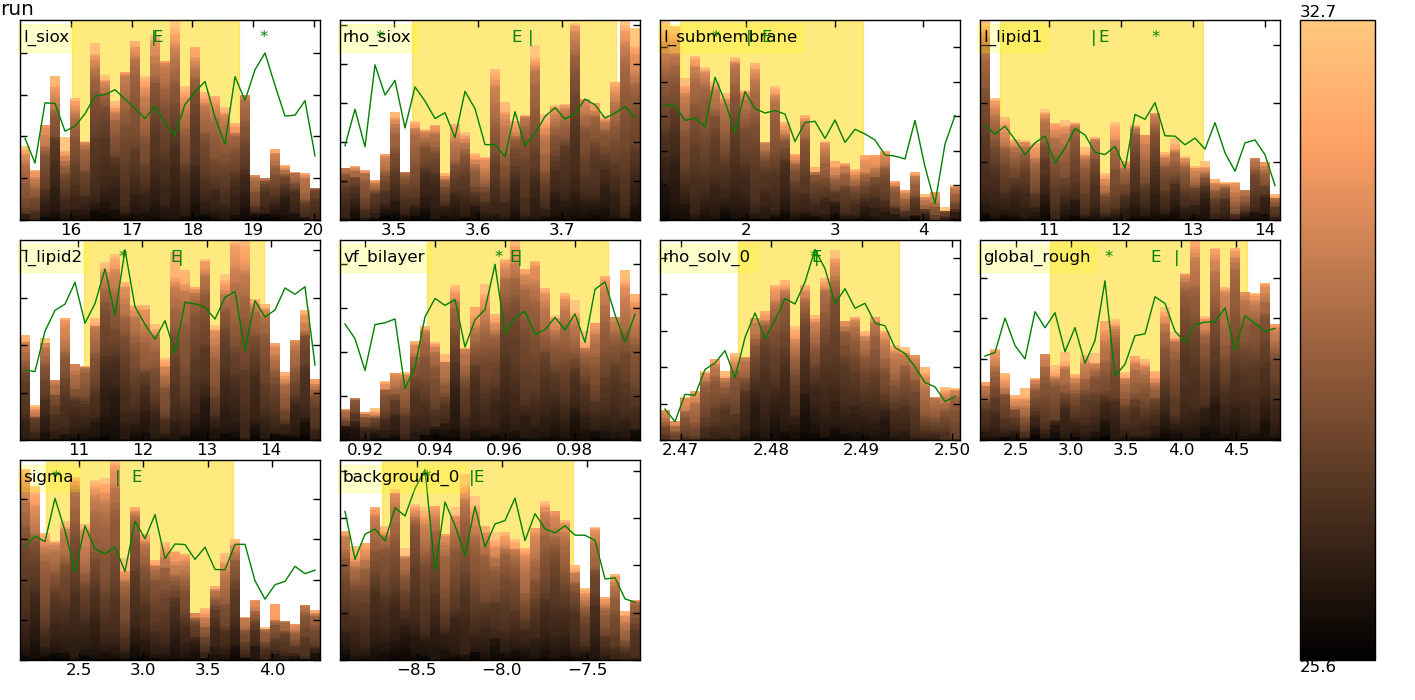 run
32.7
l_siox
|E
*
16 17 18 19 20
rho_siox
*
E |
3.5 3.6 3.7
l_submembrane
* | E
2 3 4
l_lipid1
|E
*
11 12 13 14
l_lipid2
*
E|
11 12 13 14
vf_bilayer
* E|
0.92 0.94 0.96 0.98
rho_solv_0
*E
2.47 2.48 2.49 2.50
global_rough
* E |
2.5 3.0 3.5 4.0 4.5
sigma
*
| E
2.5 3.0 3.5 4.0
background_0
*
|E
−8.5 −8.0 −7.5
25.6